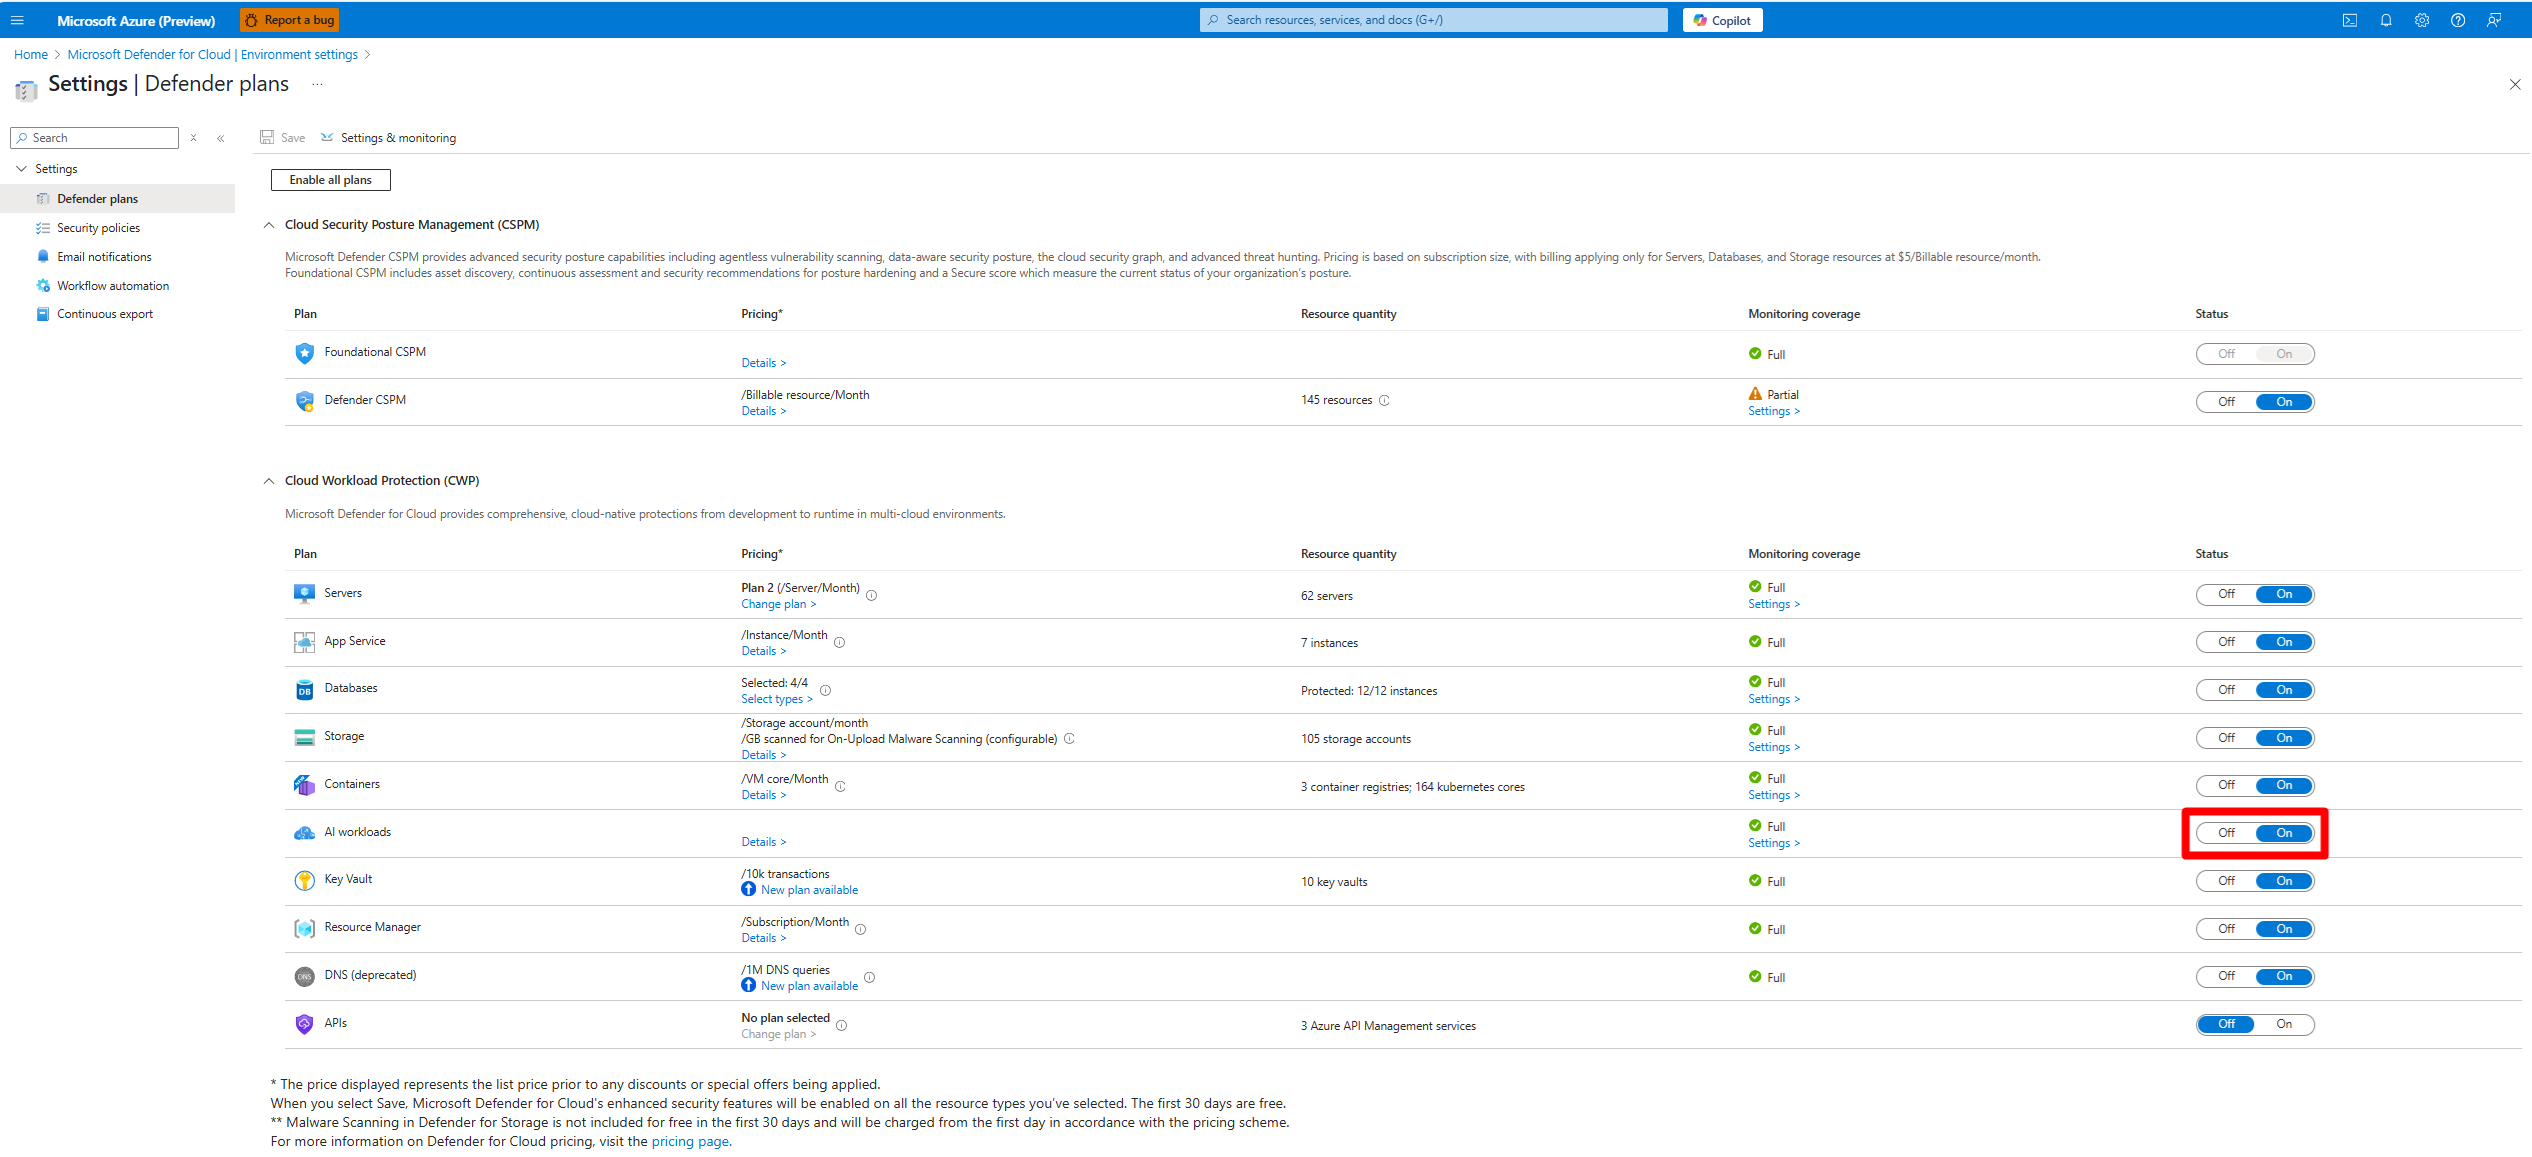 Microsoft Azure (Preview)
Report a bug
Search resources, services, and docs (G+/)
Copilot
Home > Microsoft Defender for Cloud | Environment settings >
Settings | Defender plans ...
Search
Settings
Defender plans
Security policies
Email notifications
Workflow automation
Continuous export
Save Settings & monitoring
Enable all plans
Cloud Security Posture Management (CSPM)
Microsoft Defender CSPM provides advanced security posture capabilities including agentless vulnerability scanning, data-aware security posture, the cloud security graph, and advanced threat hunting. Pricing is based on subscription size, with billing applying only for Servers, Databases, and Storage resources at $5/Billable resource/month.
Foundational CSPM includes asset discovery, continuous assessment and security recommendations for posture hardening and a Secure score which measure the current status of your organization's posture.
Plan Pricing* Resource quantity Monitoring coverage Status
Foundational CSPM
Details >
Full
Off On
Defender CSPM
/Billable resource/Month
Details >
145 resources
Partial
Settings >
Off On
Cloud Workload Protection (CWP)
Microsoft Defender for Cloud provides comprehensive, cloud-native protections from development to runtime in multi-cloud environments.
Plan Pricing* Resource quantity Monitoring coverage Status
Servers
Plan 2 (/Server/Month)
Change plan >
62 servers
Full
Settings >
Off On
App Service
/Instance/Month
Details >
7 instances
Full
Off On
DB
Databases
Selected: 4/4
Select types >
Protected: 12/12 instances
Full
Settings >
Off On
Storage
/Storage account/month
/GB scanned for On-Upload Malware Scanning (configurable)
Details >
105 storage accounts
Full
Settings >
Off On
Containers
/VM core/Month
Details >
3 container registries; 164 kubernetes cores
Full
Settings >
Off On
AI workloads
Details >
Full
Settings >
Off On
Key Vault
/10k transactions
New plan available
10 key vaults
Full
Off On
Resource Manager
/Subscription/Month
Details >
Full
Off On
DNS
DNS (deprecated)
/1M DNS queries
New plan available
Full
Off On
APIs
No plan selected
Change plan >
3 Azure API Management services
Off On
* The price displayed represents the list price prior to any discounts or special offers being applied.
When you select Save, Microsoft Defender for Cloud's enhanced security features will be enabled on all the resource types you've selected. The first 30 days are free.
** Malware Scanning in Defender for Storage is not included for free in the first 30 days and will be charged from the first day in accordance with the pricing scheme.
For more information on Defender for Cloud pricing, visit the pricing page.